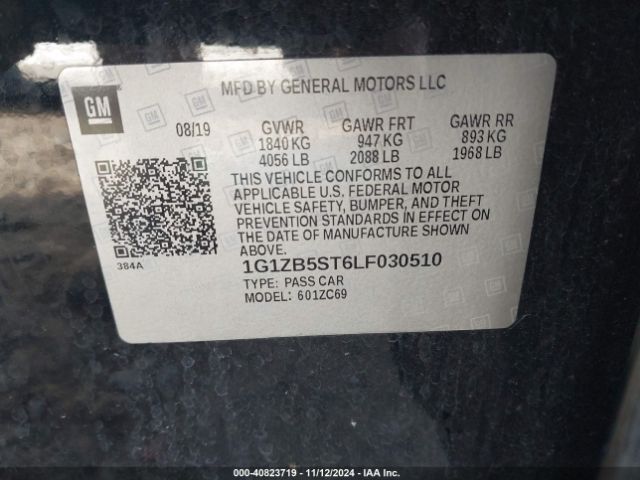 MFD BY GENERAL MOTORS LLC
GM
08/19 GVWR GAWR FRT GAWR RR
1840 KG 947 KG 893 KG
4056 LB 2088 LB 1968 LB
THIS VEHICLE CONFORMS TO ALL
APPLICABLE U.S. FEDERAL MOTOR
VEHICLE SAFETY, BUMPER, AND THEFT
PREVENTION STANDARDS IN EFFECT ON
THE DATE OF MANUFACTURE SHOWN
ABOVE.
384A
1G1ZB5ST6LF030510
TYPE: PASS CAR
MODEL: 601ZC69
000-40823719 - 11/12/2024 - IAA Inc.